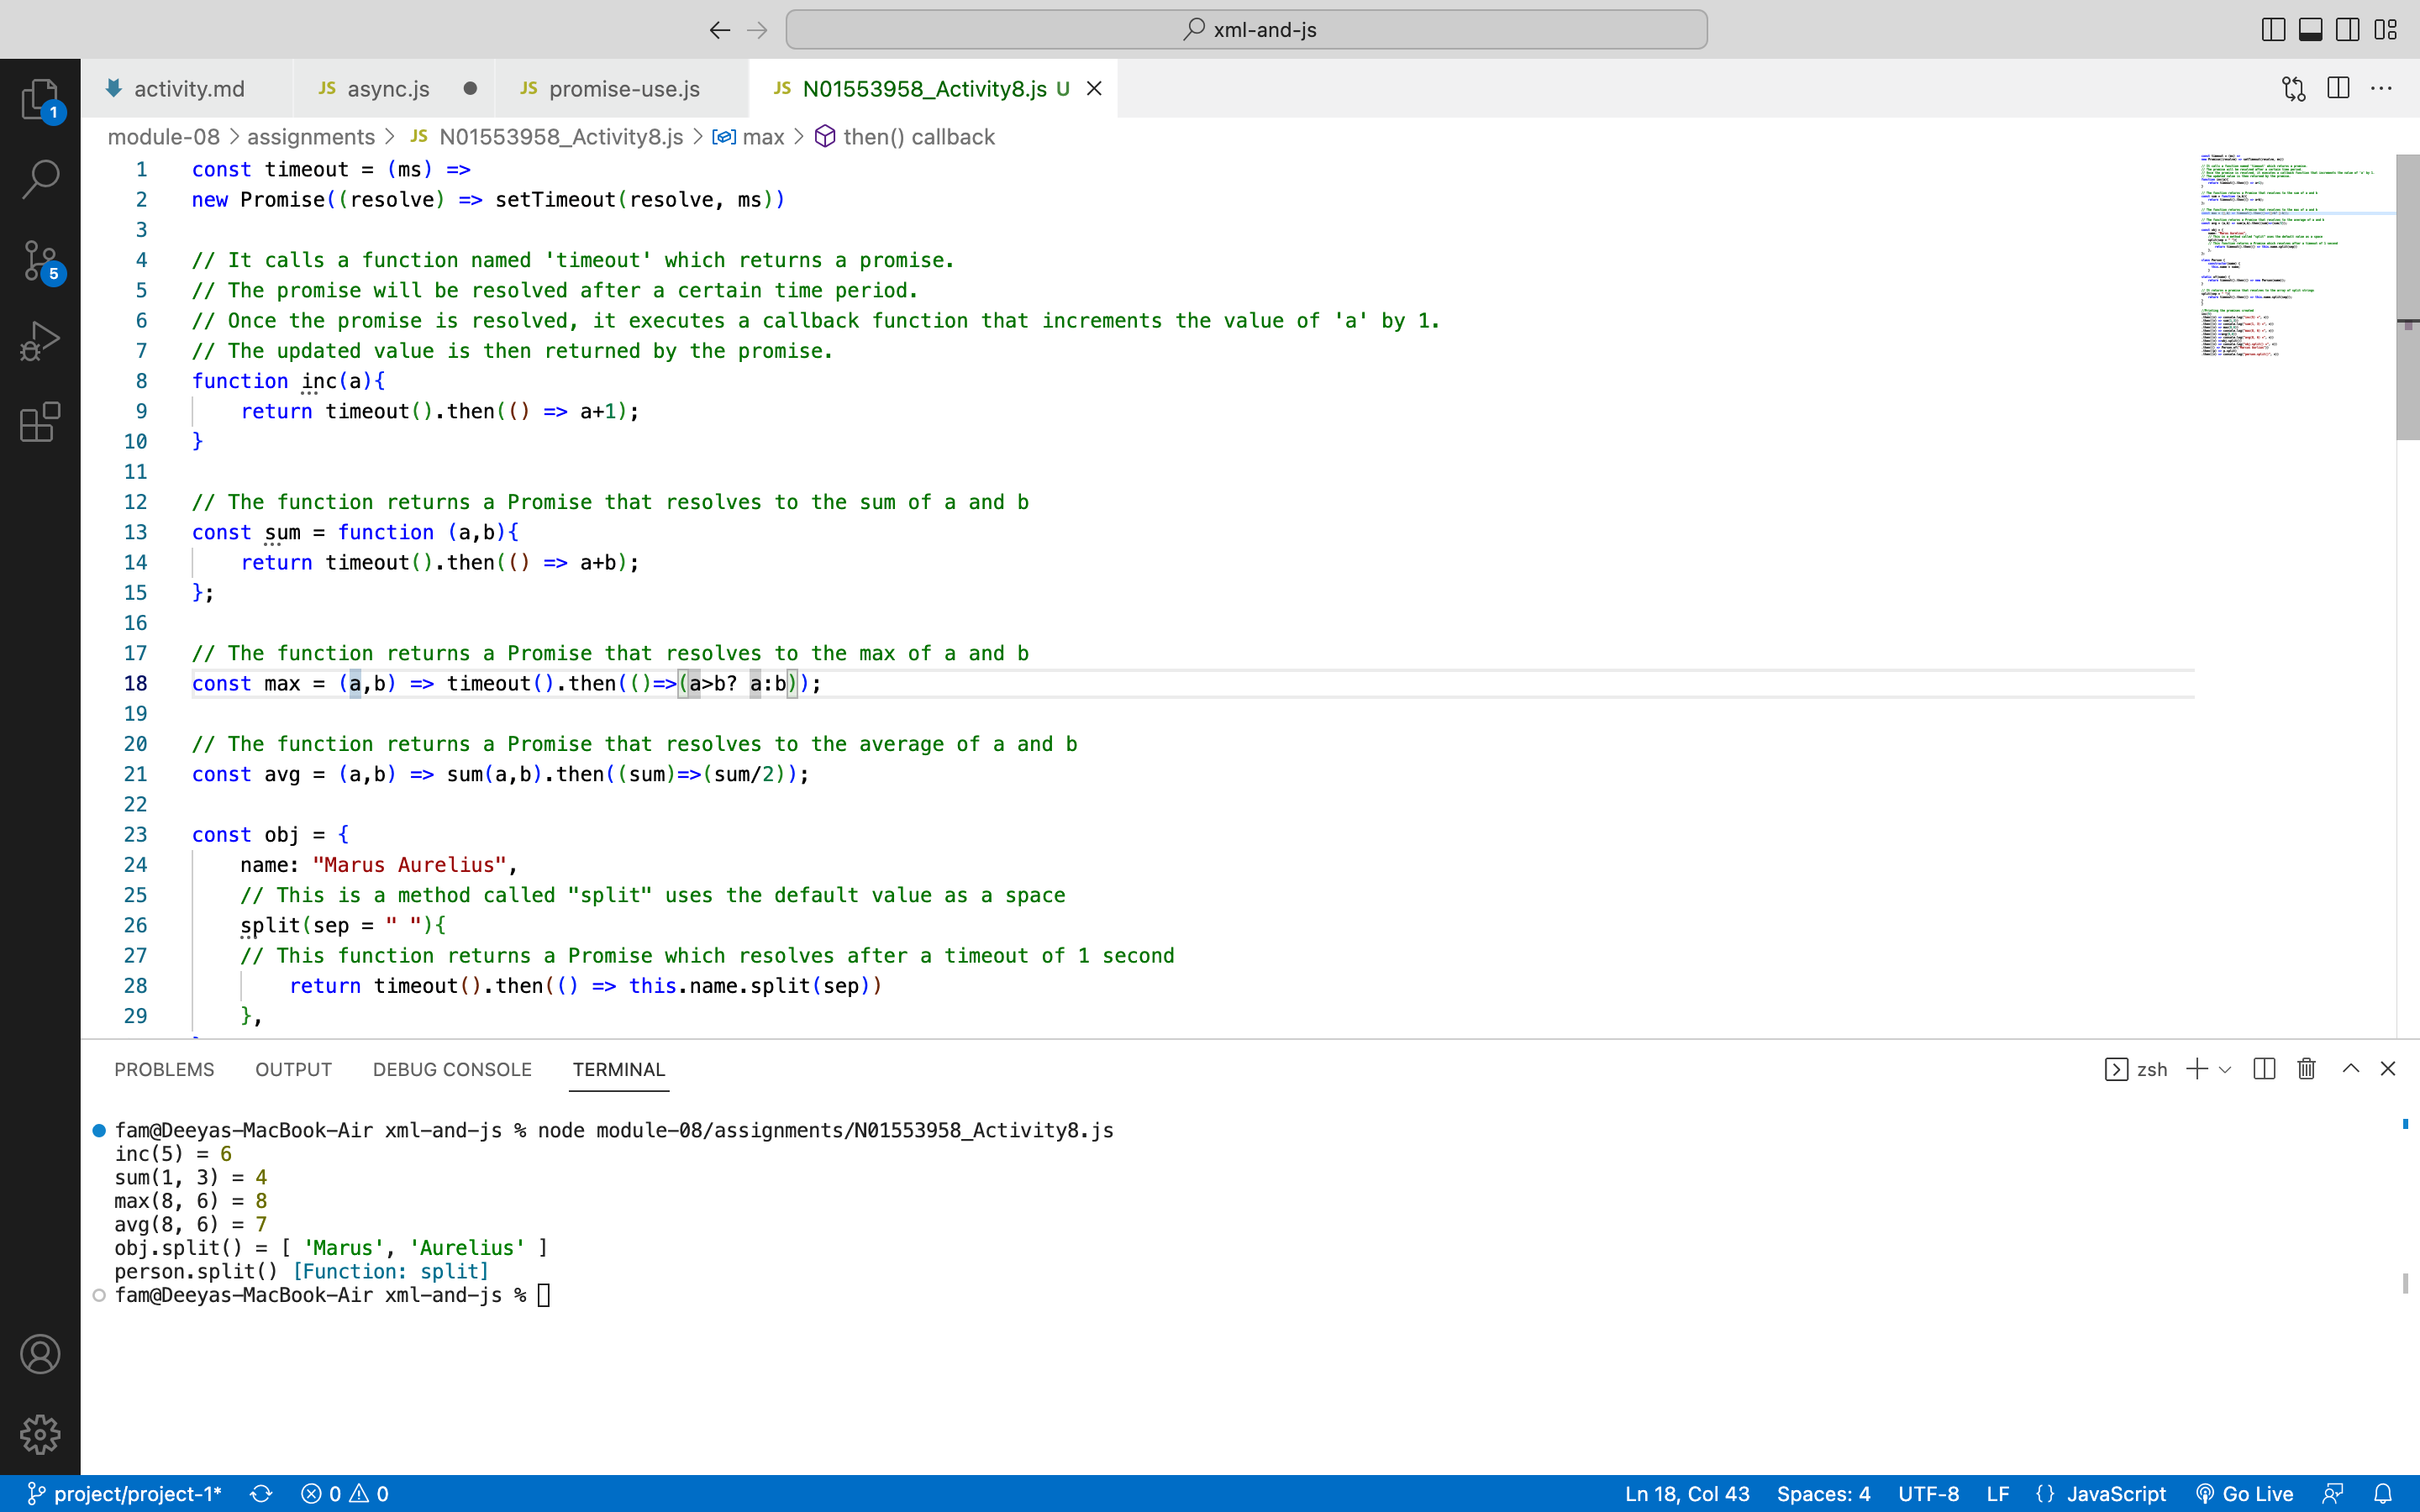 xml-and-js
activity.md
JS async.js
JS promise-use.js
JS N01553958_Activity8.js U
1
5
module-08 > assignments > JS N01553958_Activity8.js > max > then() callback
1 const timeout = (ms) =>
2 new Promise((resolve) => setTimeout(resolve, ms))
3
4 // It calls a function named 'timeout' which returns a promise.
5 // The promise will be resolved after a certain time period.
6 // Once the promise is resolved, it executes a callback function that increments the value of 'a' by 1.
7 // The updated value is then returned by the promise.
8 function inc(a){
9 return timeout().then(() => a+1);
10 }
11
12 // The function returns a Promise that resolves to the sum of a and b
13 const sum = function (a,b){
14 return timeout().then(() => a+b);
15 };
16
17 // The function returns a Promise that resolves to the max of a and b
18 const max = (a,b) => timeout().then(()=>(a>b? a:b));
19
20 // The function returns a Promise that resolves to the average of a and b
21 const avg = (a,b) => sum(a,b).then((sum)=>(sum/2));
22
23 const obj = {
24 name: "Marus Aurelius",
25 // This is a method called "split" uses the default value as a space
26 split(sep = " "){
27 // This function returns a Promise which resolves after a timeout of 1 second
28 return timeout().then(() => this.name.split(sep))
29 },
PROBLEMS OUTPUT DEBUG CONSOLE TERMINAL
zsh
fam@Deeyas-MacBook-Air xml-and-js % node module-08/assignments/N01553958_Activity8.js
inc(5) = 6
sum(1, 3) = 4
max(8, 6) = 8
avg(8, 6) = 7
obj.split() = [ 'Marus', 'Aurelius' ]
person.split() [Function: split]
fam@Deeyas-MacBook-Air xml-and-js %
project/project-1* 0 0 Ln 18, Col 43 Spaces: 4 UTF-8 LF {} JavaScript Go Live